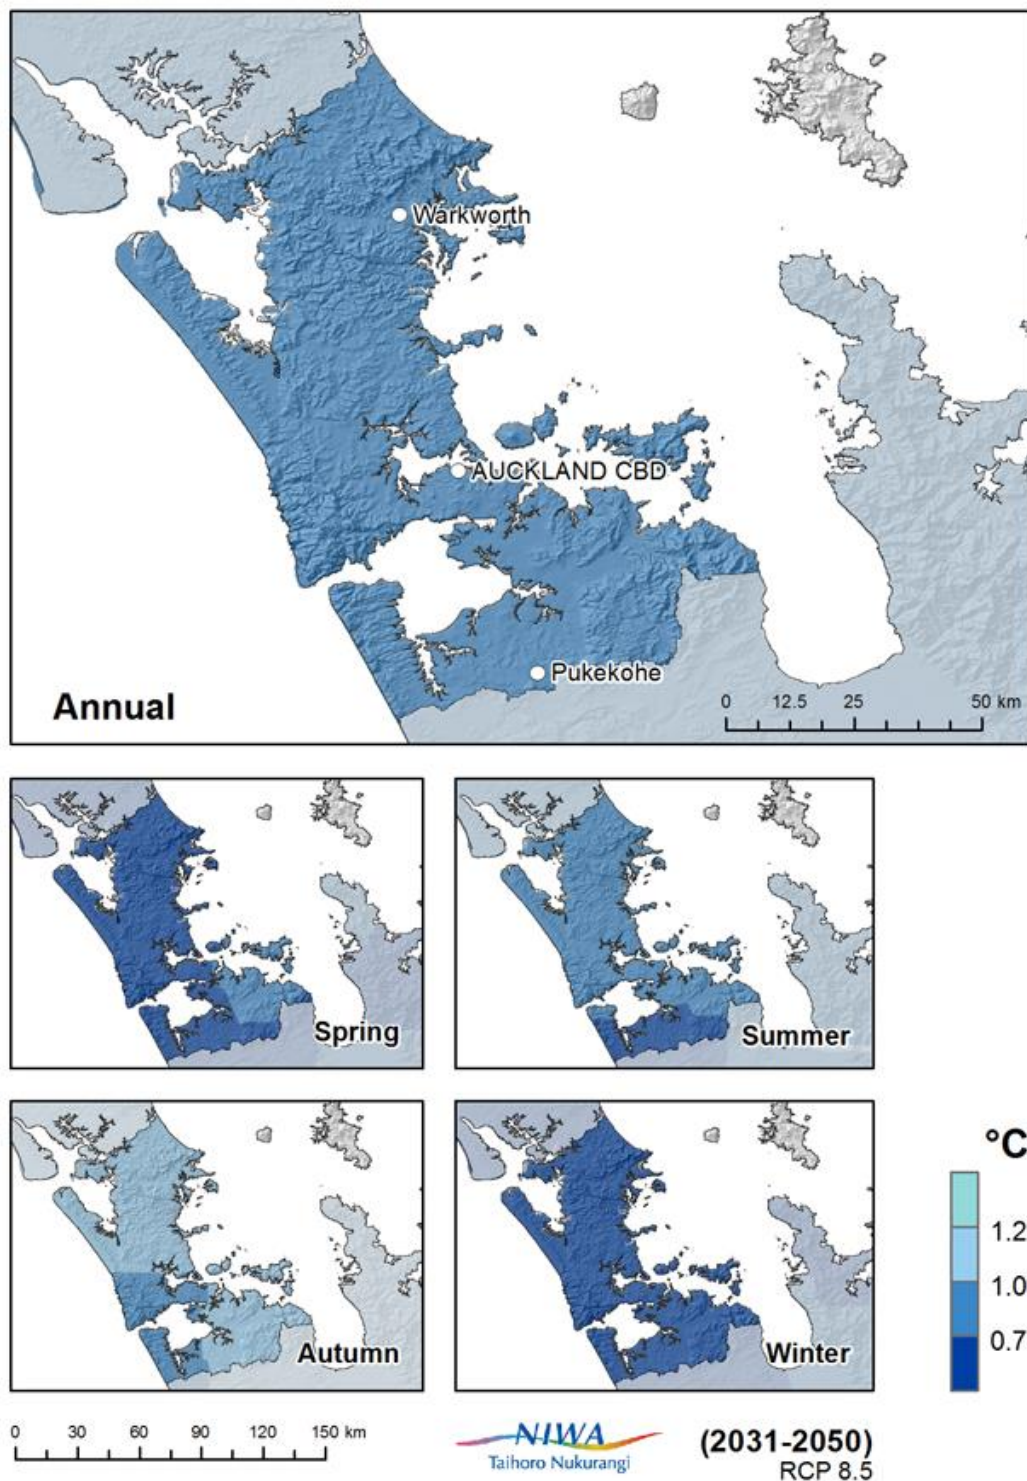 Warkworth
AUCKLAND CBD
Pukekohe
Annual
0 12.5 25 50 km
Spring
Summer
Autumn
Winter
°C
1.2
1.0
0.7
0 30 60 90 120 150 km
NIWA
Taihoro Nukurangi
(2031-2050)
RCP 8.5